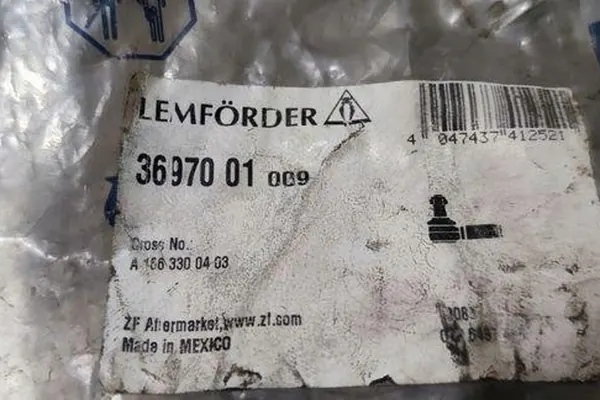 LEMFÖRDER
4 047437 412521
36970 01 009
Cross No.:
A 166 330 04 03
ZF Aftermarket, www.zf.com
Made in MEXICO